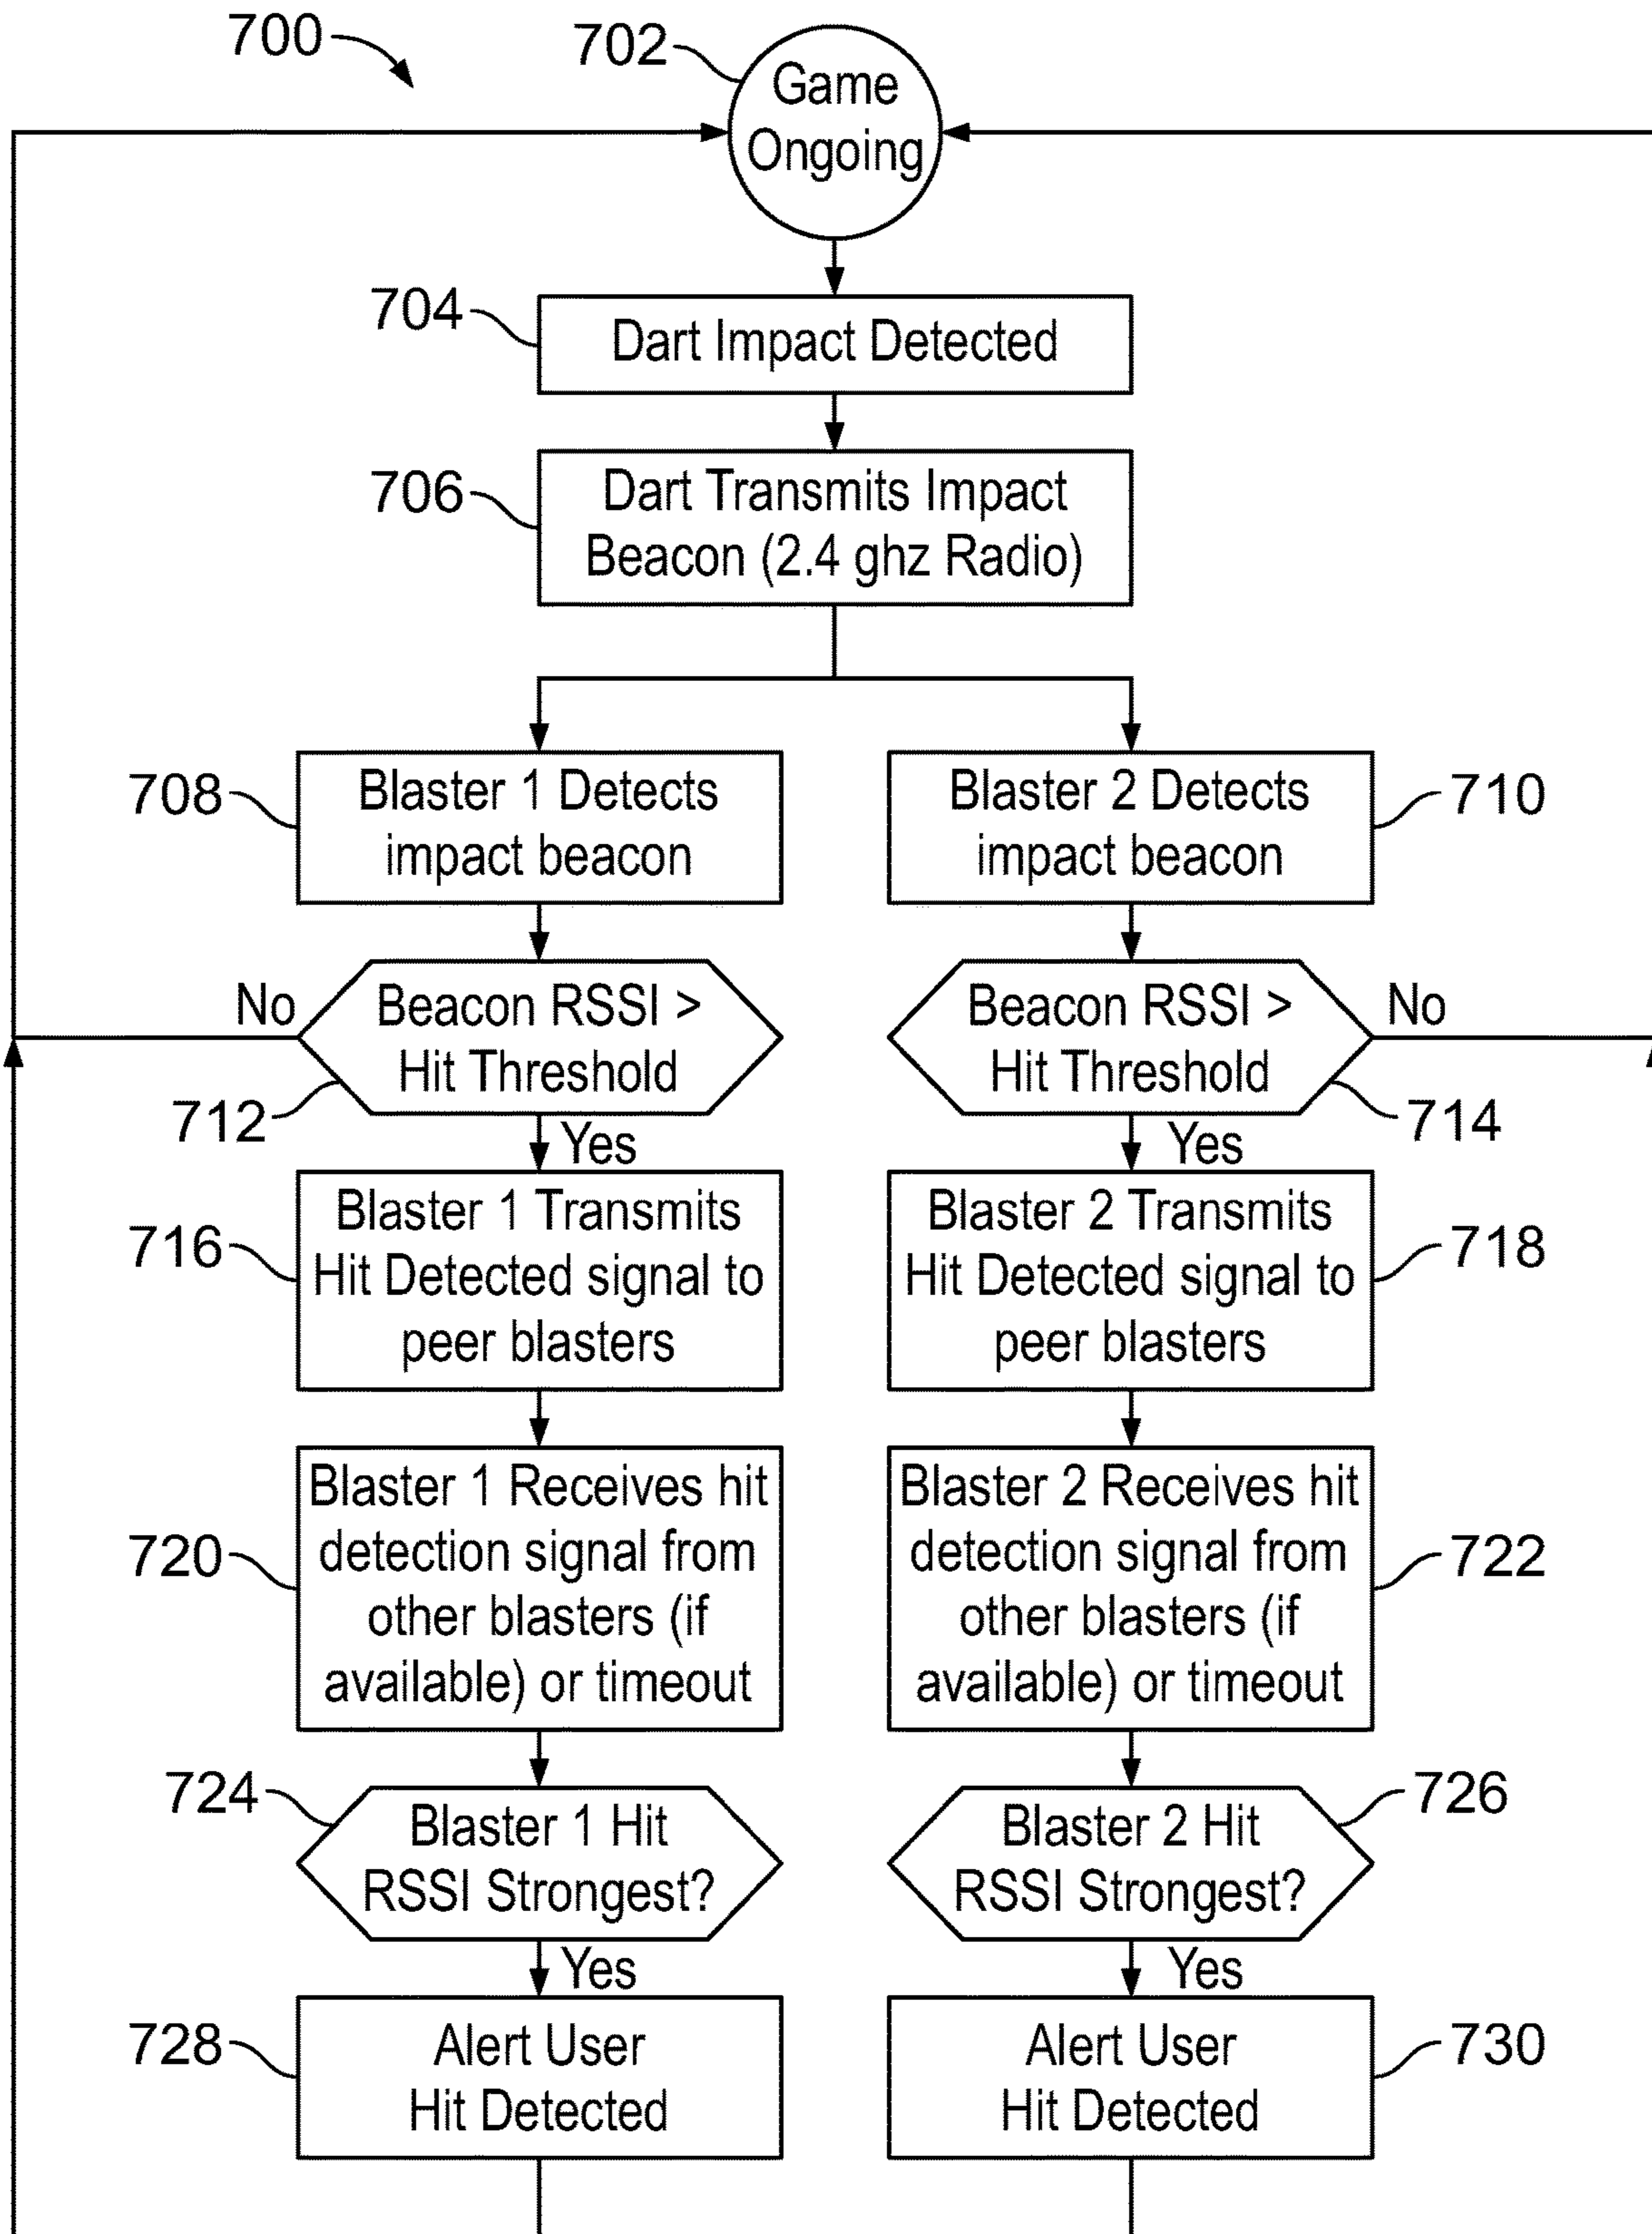 700
702
Game
Ongoing
704
Dart Impact Detected
706
Dart Transmits Impact
Beacon (2.4 ghz Radio)
708
Blaster 1 Detects
impact beacon
Blaster 2 Detects
impact beacon
710
No
Beacon RSSI >
Hit Threshold
712
Yes
Beacon RSSI >
Hit Threshold
No
714
Yes
716
Blaster 1 Transmits
Hit Detected signal to
peer blasters
Blaster 2 Transmits
Hit Detected signal to
peer blasters
718
720
Blaster 1 Receives hit
detection signal from
other blasters (if
available) or timeout
Blaster 2 Receives hit
detection signal from
other blasters (if
available) or timeout
722
724
Blaster 1 Hit
RSSI Strongest?
Yes
Blaster 2 Hit
RSSI Strongest?
726
Yes
728
Alert User
Hit Detected
Alert User
Hit Detected
730